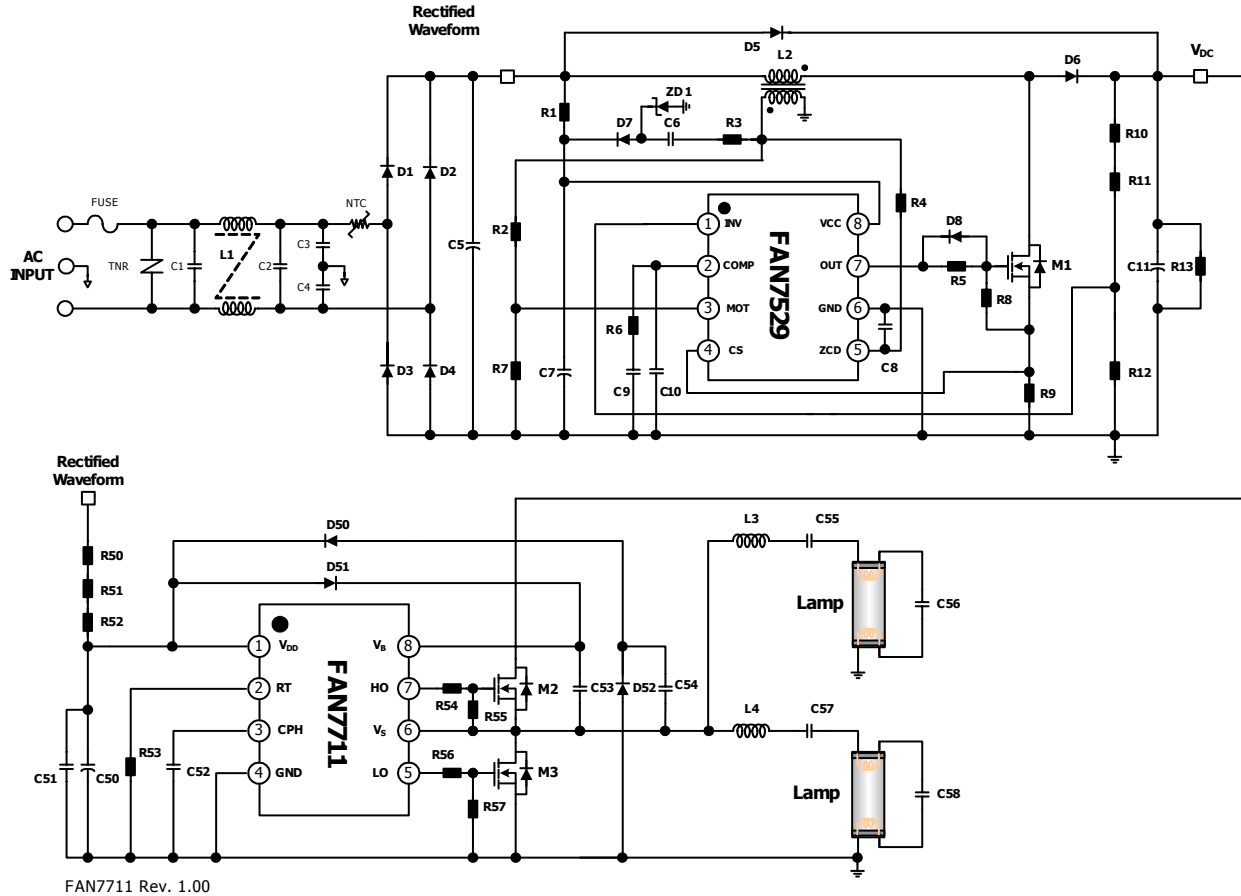 Rectified
Waveform
D5
L2
D6
VDC
R1
ZD1
D7
C6
R3
R10
R11
D1
D2
FUSE
NTC
R2
R4
D8
1 INV
VCC 8
AC
INPUT
TNR
C1
L1
C2
C3
C4
C5
2 COMP
OUT 7
FAN7529
R5
M1
R8
C11
R13
3 MOT
GND 6
4 CS
ZCD 5
R6
R7
C7
C8
C9
C10
D3
D4
R9
R12
Rectified
Waveform
R50
R51
R52
D50
D51
L3
C55
Lamp
C56
1 VDD
VB 8
2 RT
HO 7
3 CPH
VS 6
4 GND
LO 5
FAN7711
R54
R55
M2
C53
D52
C54
L4
C57
R56
M3
R57
R53
C51
C50
C52
Lamp
C58
FAN7711 Rev. 1.00